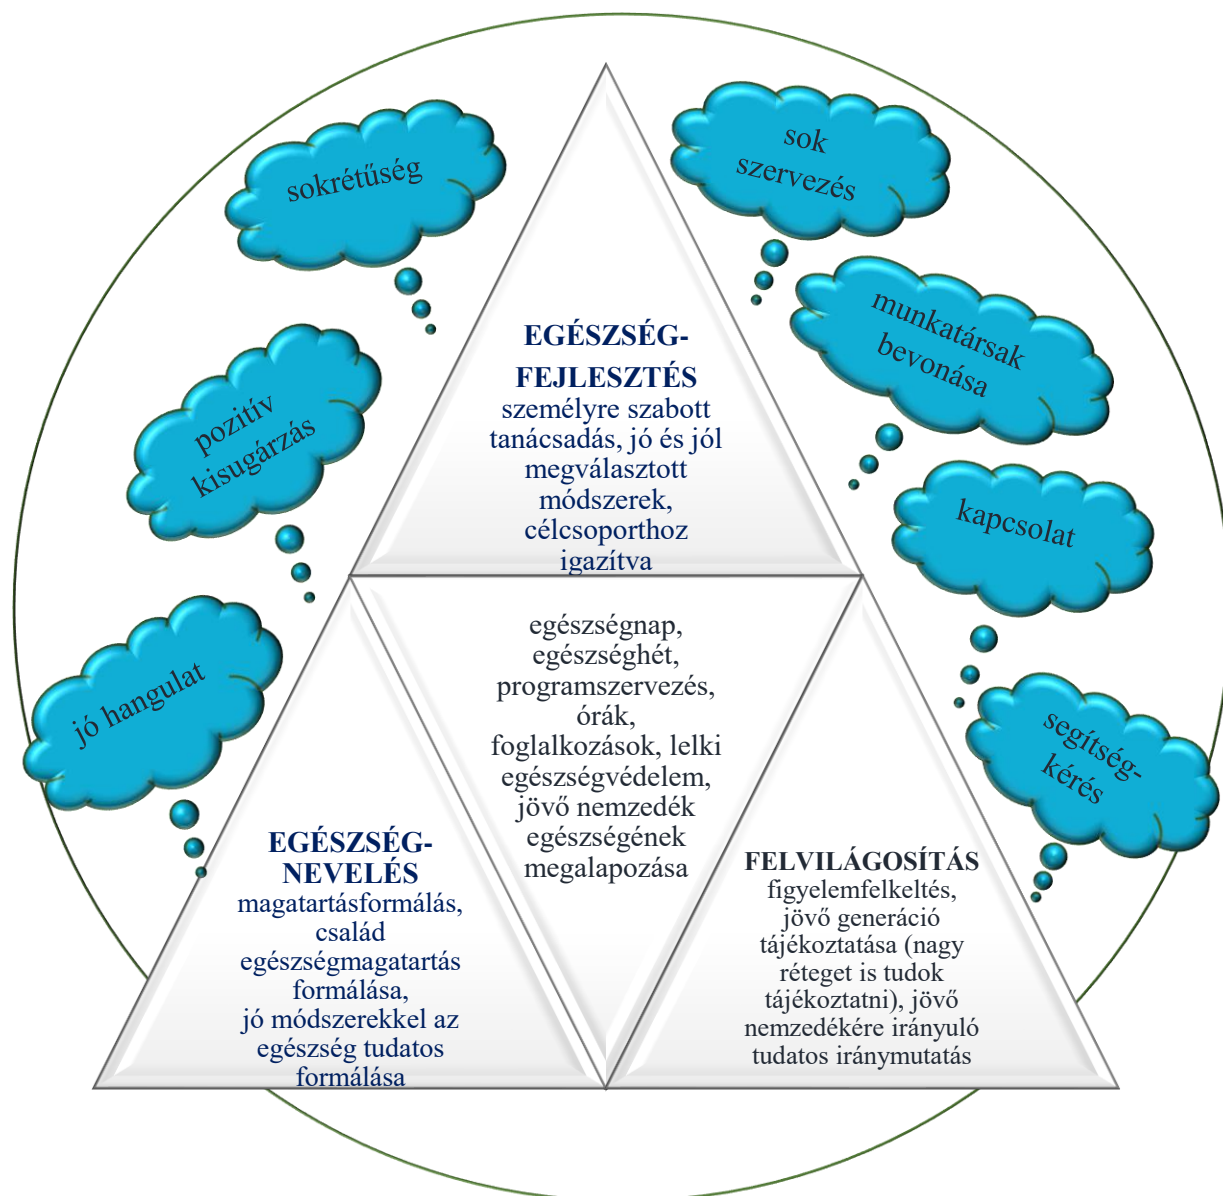 sokrétűség
sok
szervezés
munkatársak
bevonása
pozitív
kisugárzás
kapcsolat
jó hangulat
segítség-
kérés
EGÉSZSÉG-
FEJLESZTÉS
személyre szabott
tanácsadás, jó és jól
megválasztott
módszerek,
célcsoporthoz
igazítva
egészségnap,
egészséghét,
programszervezés,
órák,
foglalkozások, lelki
egészségvédelem,
jövő nemzedék
egészségének
megalapozása
EGÉSZSÉG-
NEVELÉS
magatartásformálás,
család
egészségmagatartás
formálása,
jó módszerekkel az
egészség tudatos
formálása
FELVILÁGOSÍTÁS
figyelemfelkeltés,
jövő generáció
tájékoztatása (nagy
réteget is tudok
tájékoztatni), jövő
nemzedékére irányuló
tudatos iránymutatás